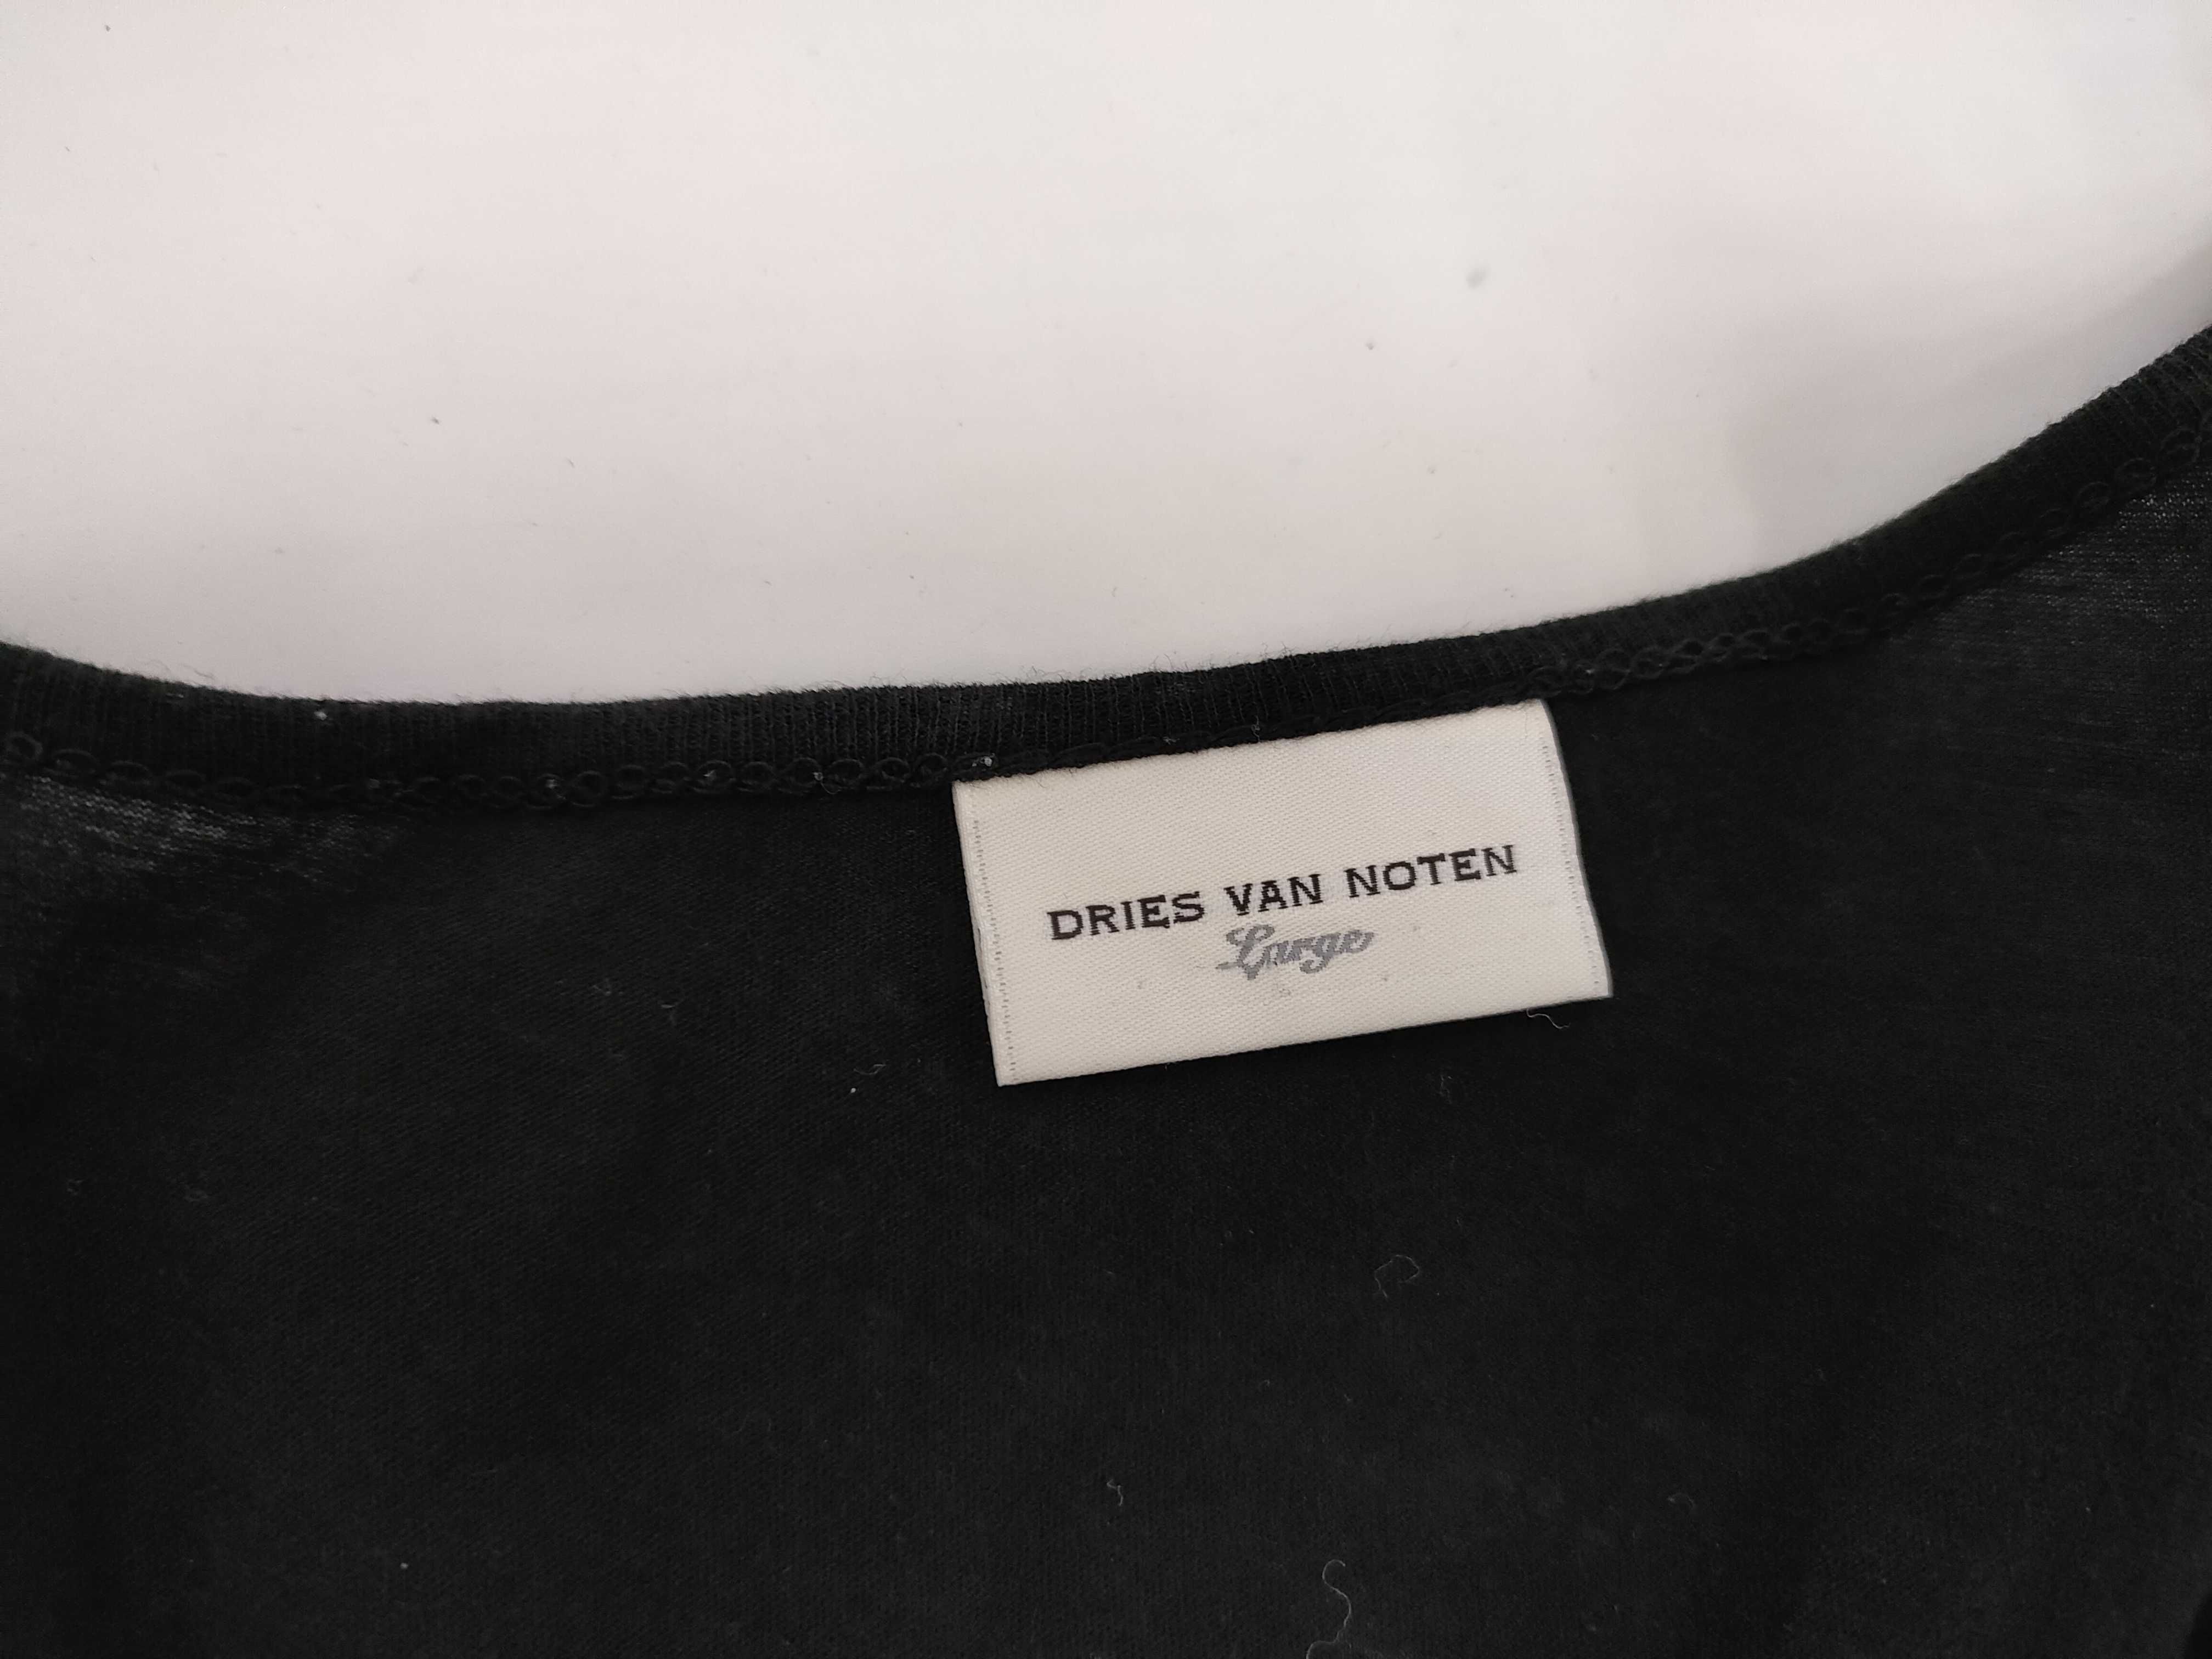 DRIES VAN NOTEN
Large